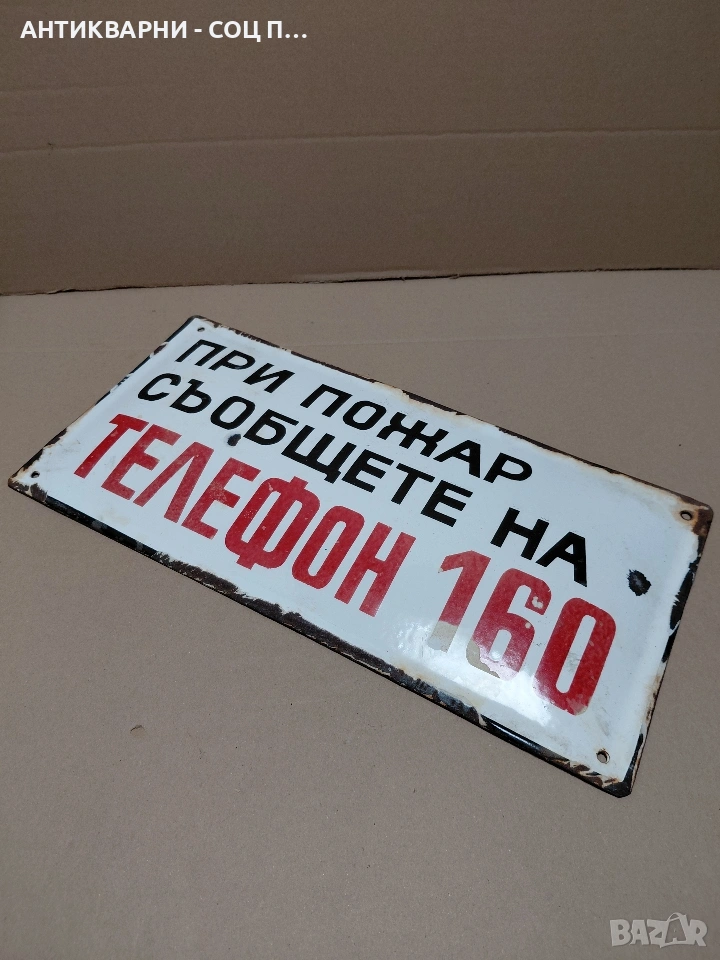 АНТИКВАРНИ - СОЦ П...
ПРИ ПОЖАР
СЪОБЩЕТЕ НА
ТЕЛЕФОН 160
BAZAR